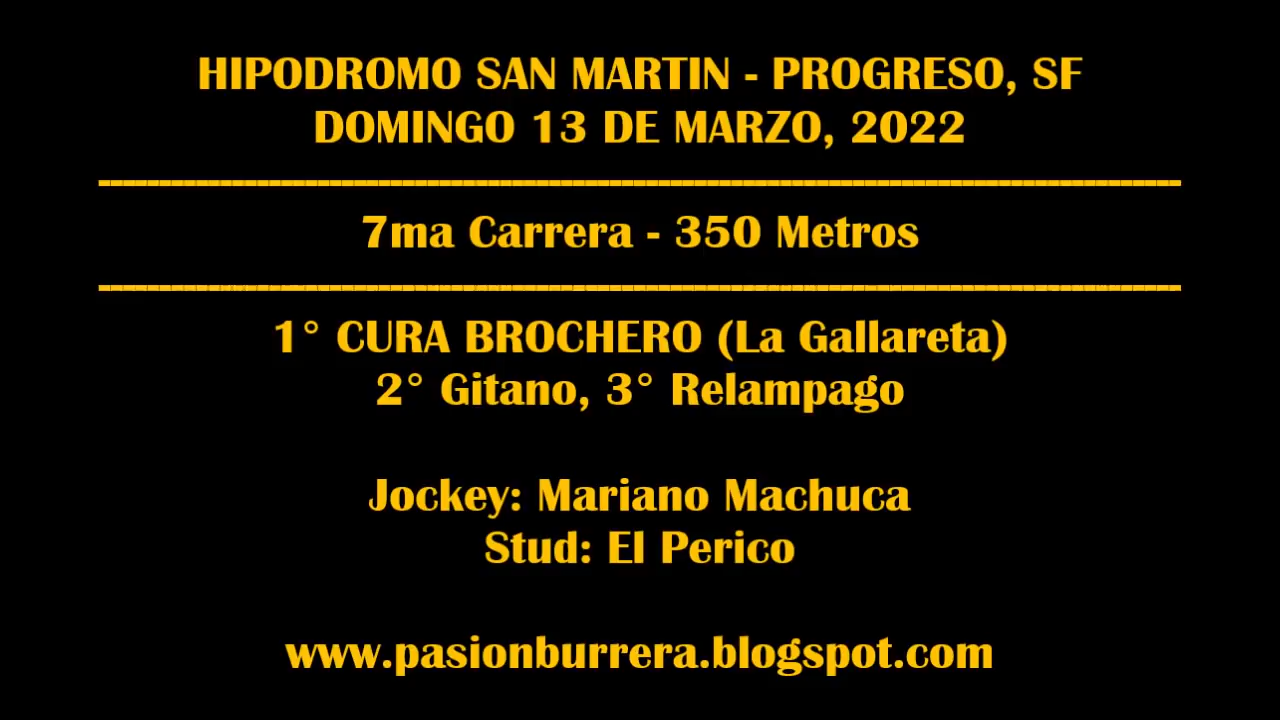 HIPODROMO SAN MARTIN - PROGRESO, SF
DOMINGO 13 DE MARZO, 2022
7ma Carrera - 350 Metros
1° CURA BROCHERO (La Gallareta)
2° Gitano, 3° Relampago
Jockey: Mariano Machuca
Stud: El Perico
www.pasionburrera.blogspot.com